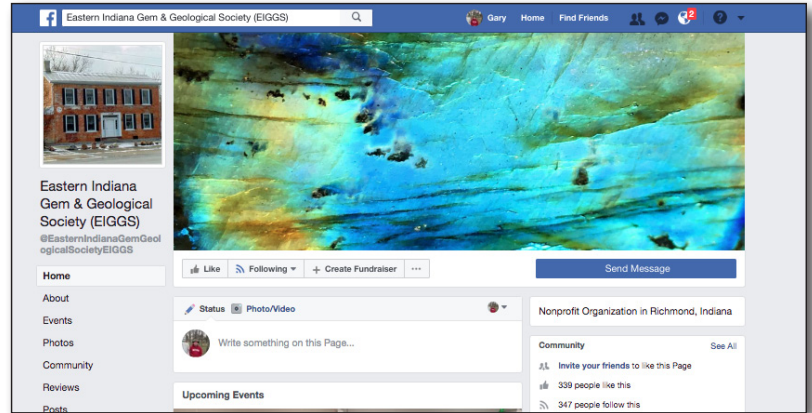 Eastern Indiana Gem & Geological Society (EIGGS)
Gary Home Find Friends 2
Eastern Indiana
Gem & Geological
Society (EIGGS)
@EasternIndianaGemGeol
ogicalSocietyEIGGS
Home
About
Events
Photos
Community
Reviews
Posts
Like Following + Create Fundraiser ...
Send Message
Status Photo/Video
Write something on this Page...
Upcoming Events
Nonprofit Organization in Richmond, Indiana
Community See All
Invite your friends to like this Page
339 people like this
347 people follow this